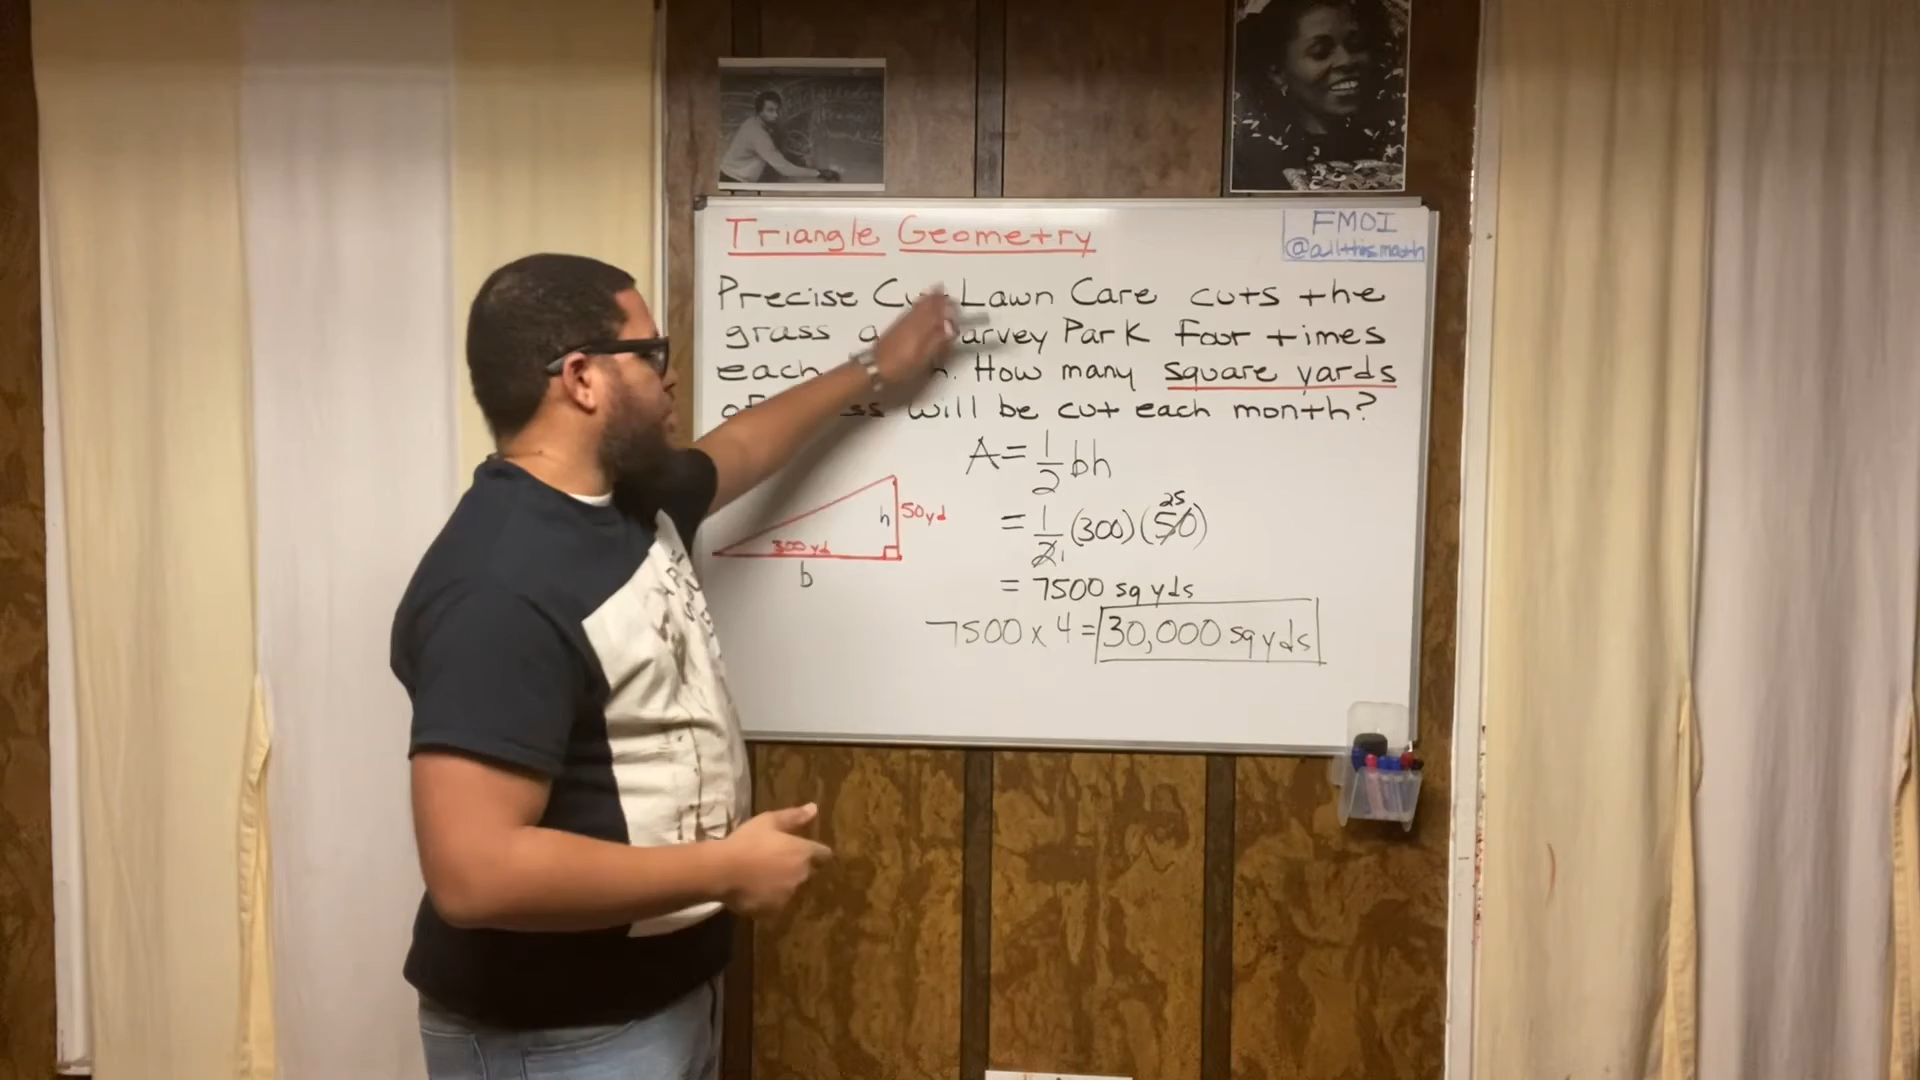 Triangle Geometry
FMOI
@allthismath
Precise Lawn Care cuts the
grass Park four times
each How many square yards
of will be cut each month?
A = 1/2 bh
= 1/2 (300)(50) 25 1
= 7500 sq yds
7500 x 4 = 30,000 sq yds
h 50yd
300 yd
b